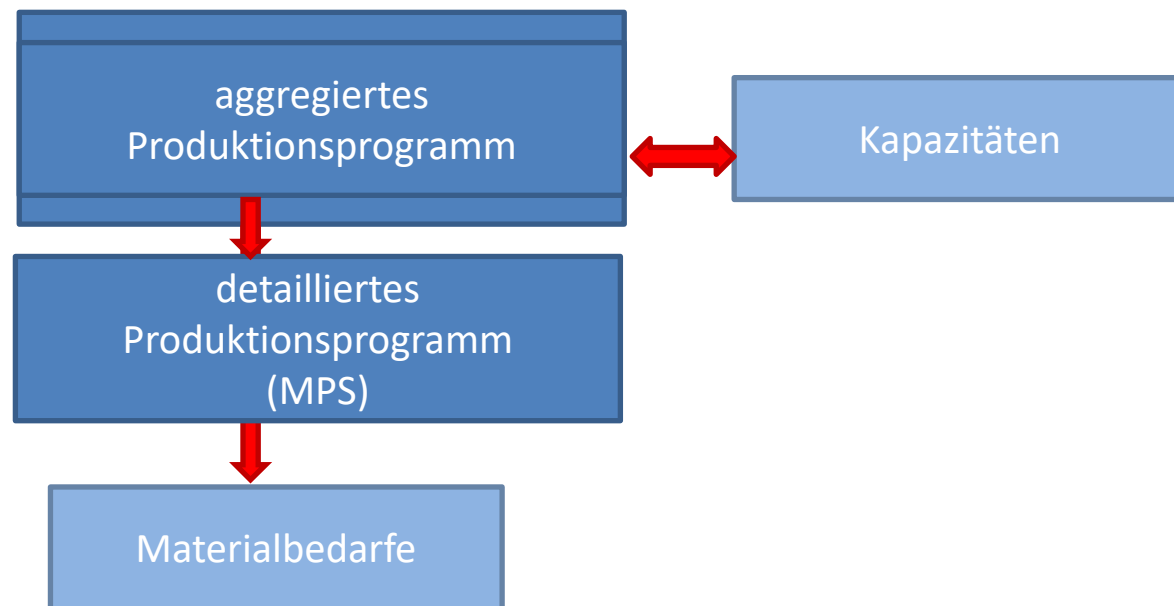 aggregiertes
Produktionsprogramm
Kapazitäten
detailliertes
Produktionsprogramm
(MPS)
Materialbedarfe